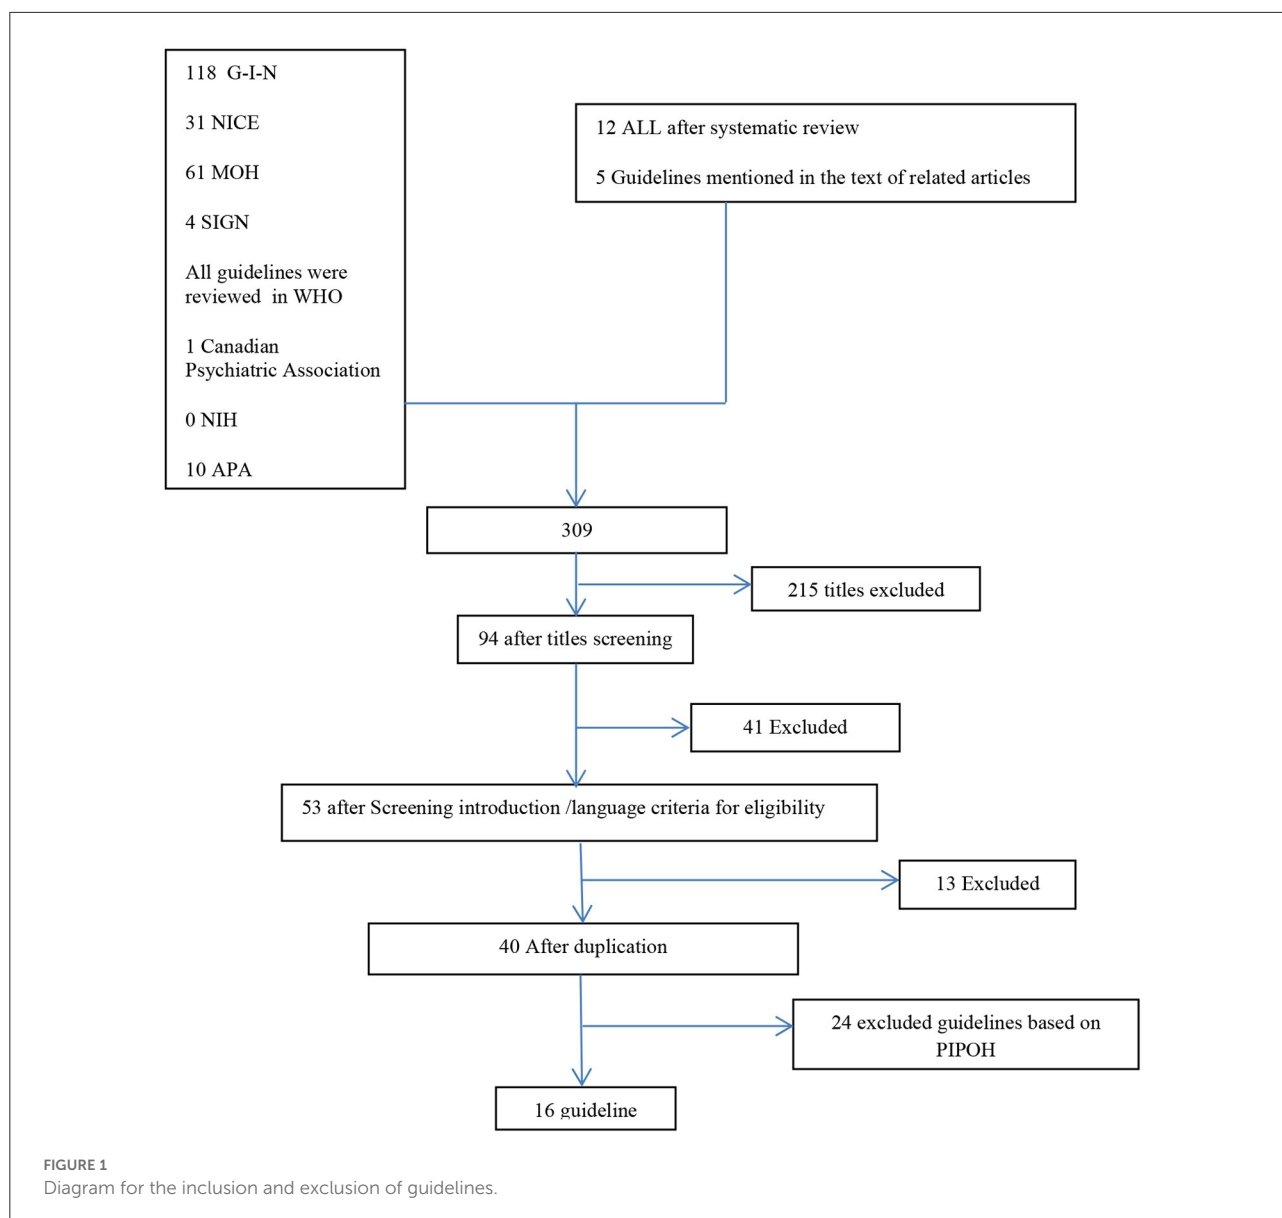 118 G-I-N
31 NICE
61 MOH
4 SIGN
All guidelines were
reviewed in WHO
1 Canadian
Psychiatric Association
0 NIH
10 APA
12 ALL after systematic review
5 Guidelines mentioned in the text of related articles
309
215 titles excluded
94 after titles screening
41 Excluded
53 after Screening introduction /language criteria for eligibility
13 Excluded
40 After duplication
24 excluded guidelines based on
PIPOH
16 guideline
FIGURE 1
Diagram for the inclusion and exclusion of guidelines.